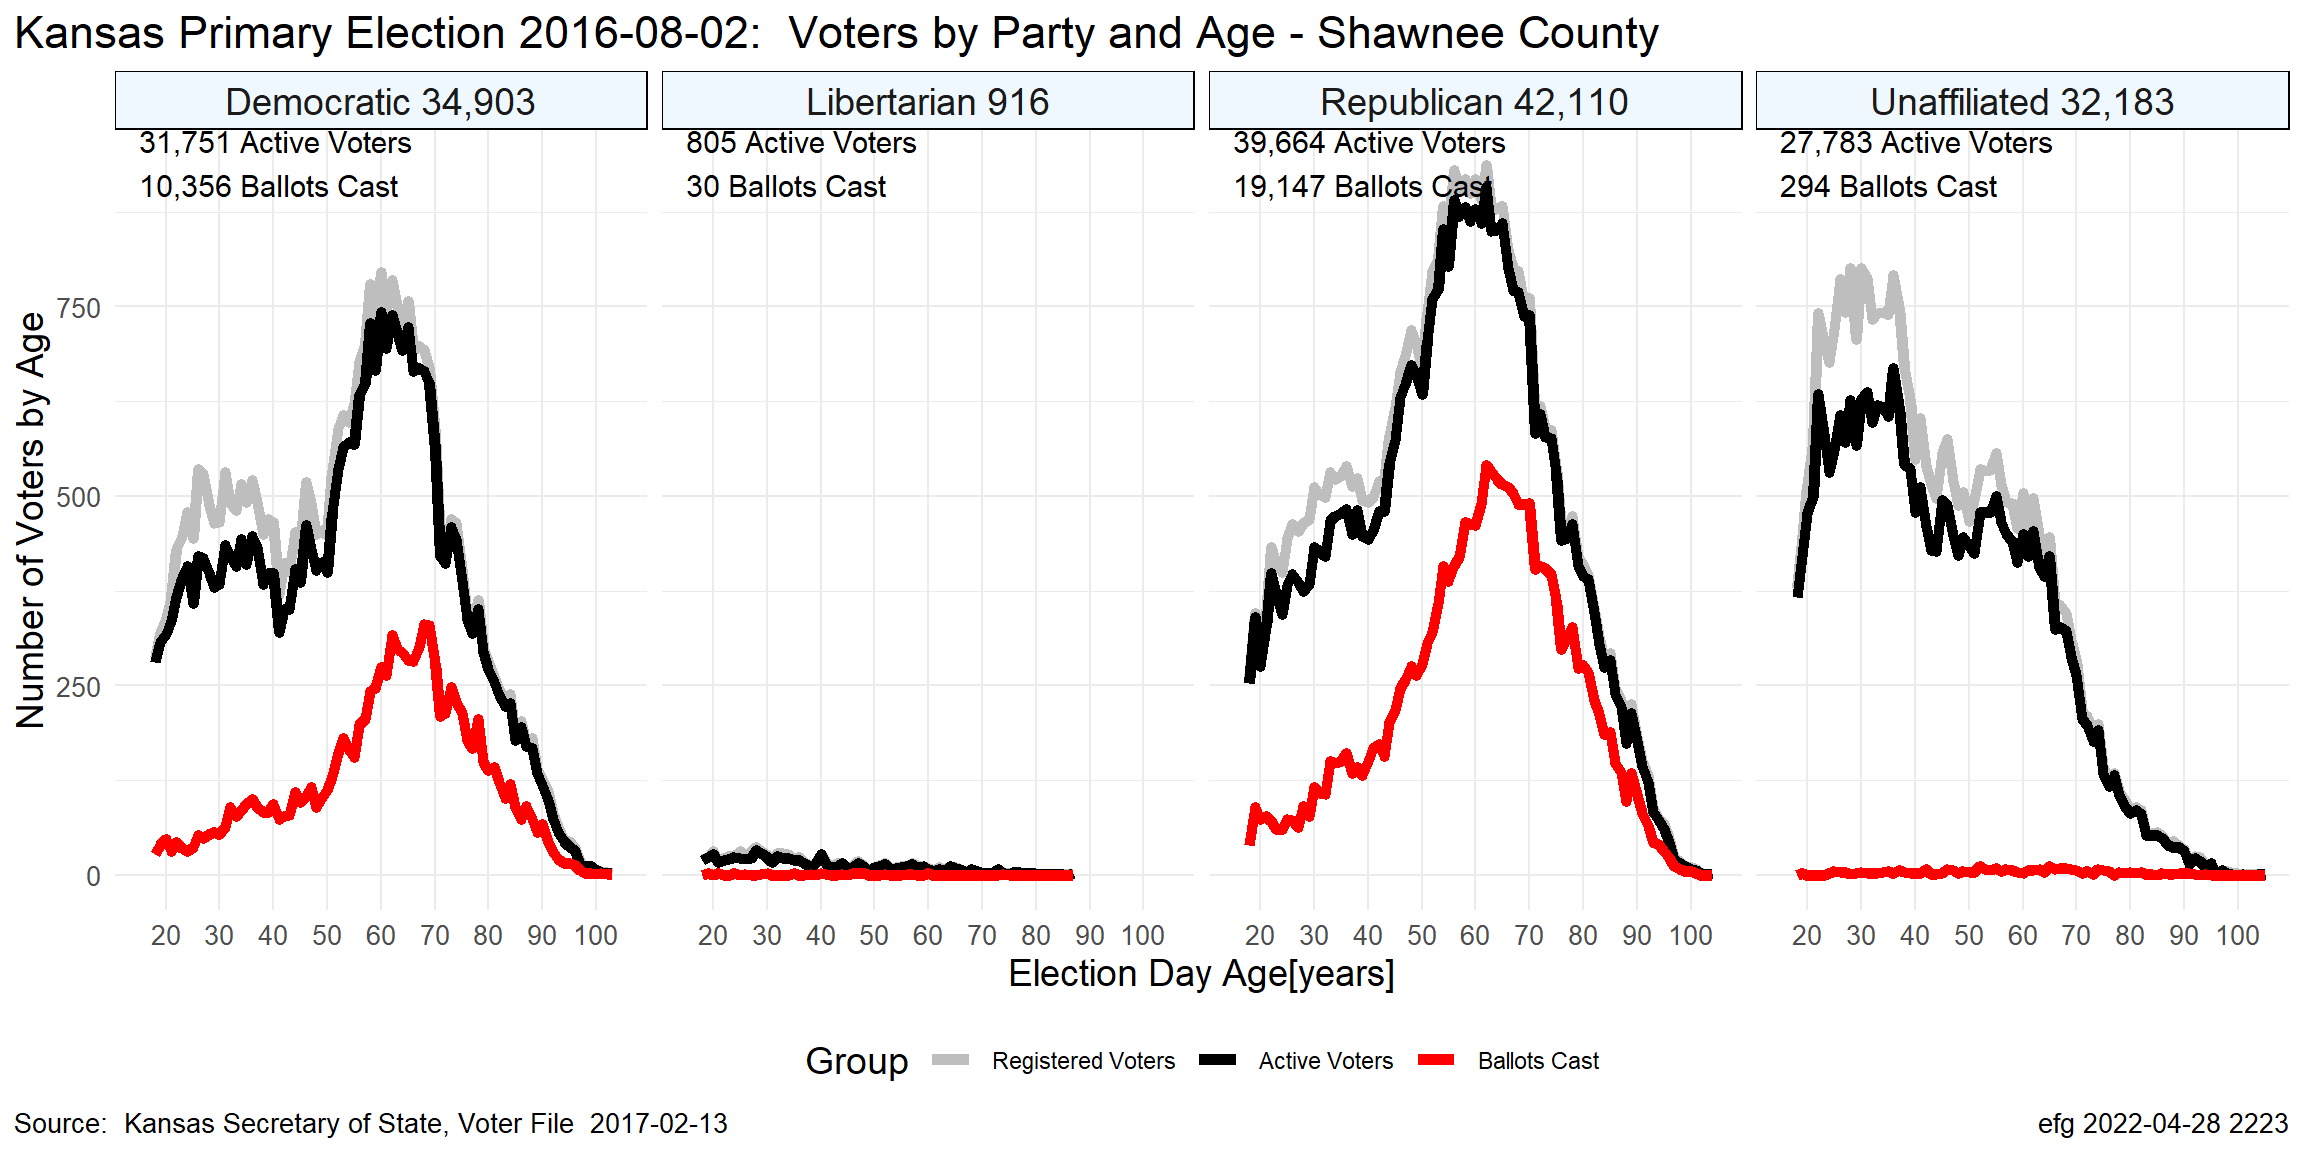 Kansas Primary Election 2016-08-02:  Voters by Party and Age - Shawnee County
Democratic 34,903
Libertarian 916
Republican 42,110
Unaffiliated 32,183
31,751 Active Voters
10,356 Ballots Cast
805 Active Voters
30 Ballots Cast
39,664 Active Voters
19,147 Ballots Cast
27,783 Active Voters
294 Ballots Cast
Number of Voters by Age
750
500
250
0
20 30 40 50 60 70 80 90 100
20 30 40 50 60 70 80 90 100
20 30 40 50 60 70 80 90 100
20 30 40 50 60 70 80 90 100
Election Day Age[years]
Group Registered Voters Active Voters Ballots Cast
Source:  Kansas Secretary of State, Voter File  2017-02-13
efg 2022-04-28 2223